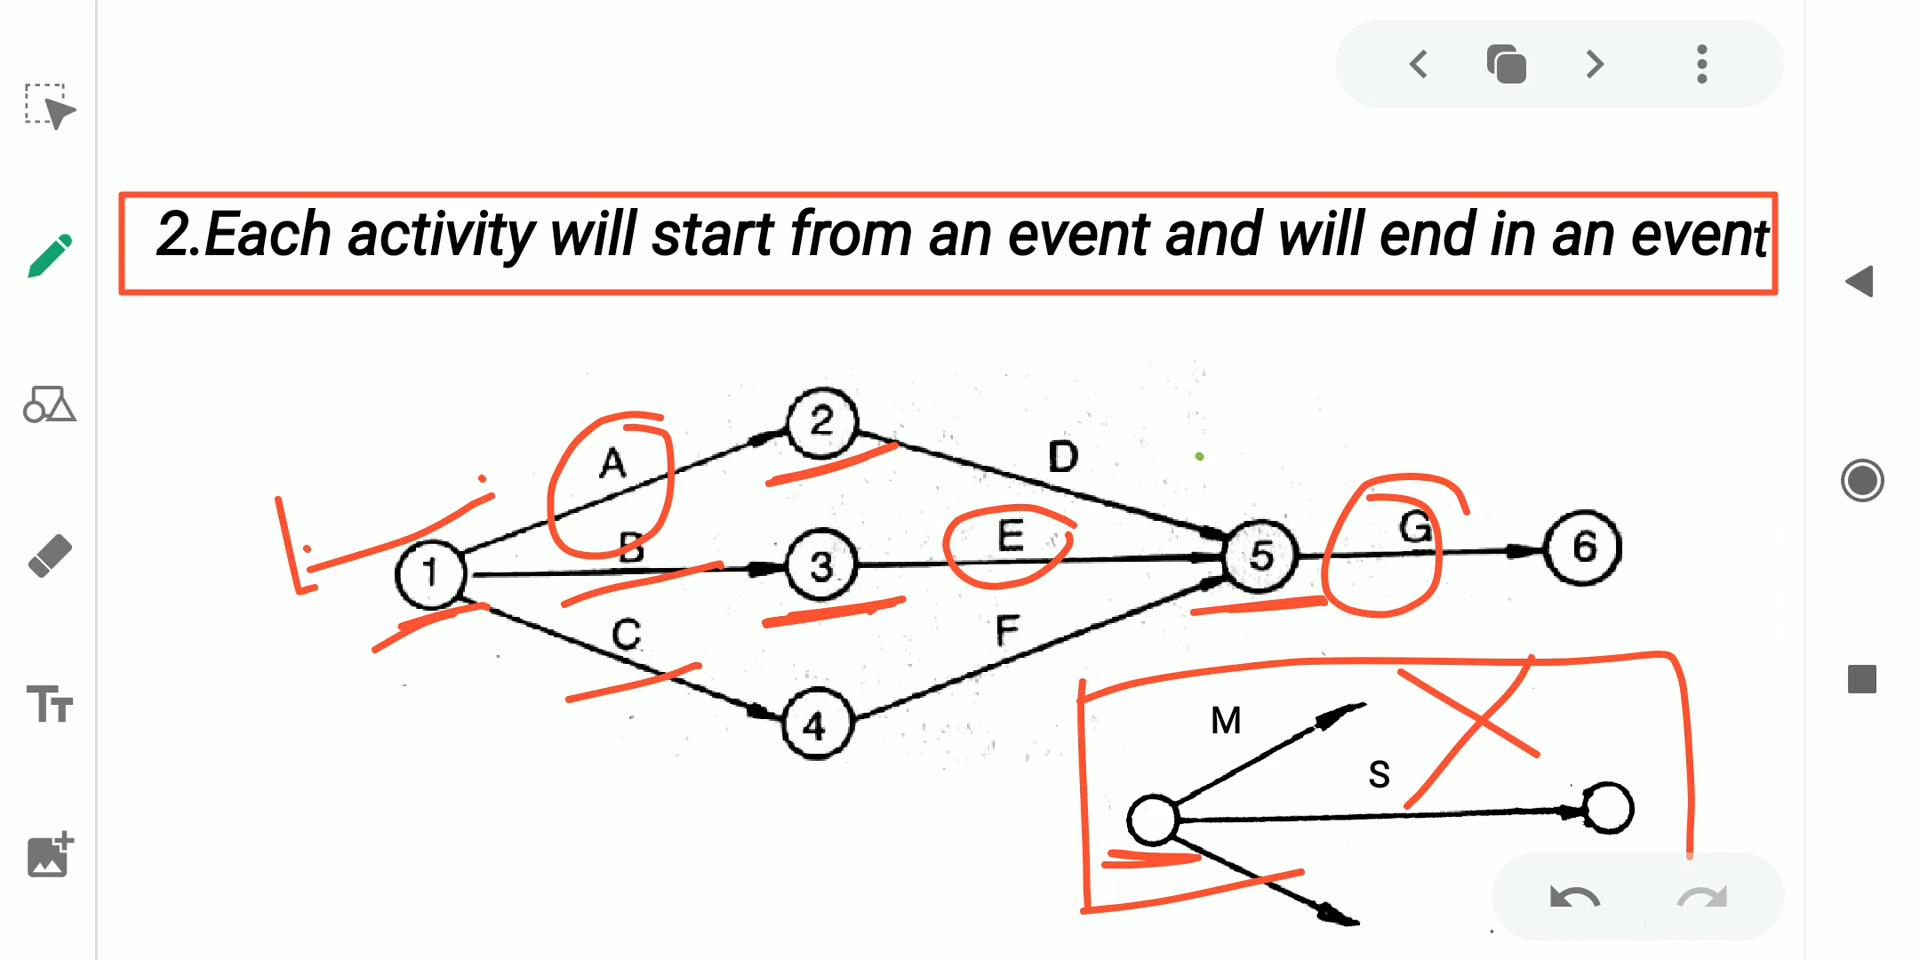 2.Each activity will start from an event and will end in an event
2
A
D
E
G
B
1
3
5
6
C
F
4
M
S
Tт